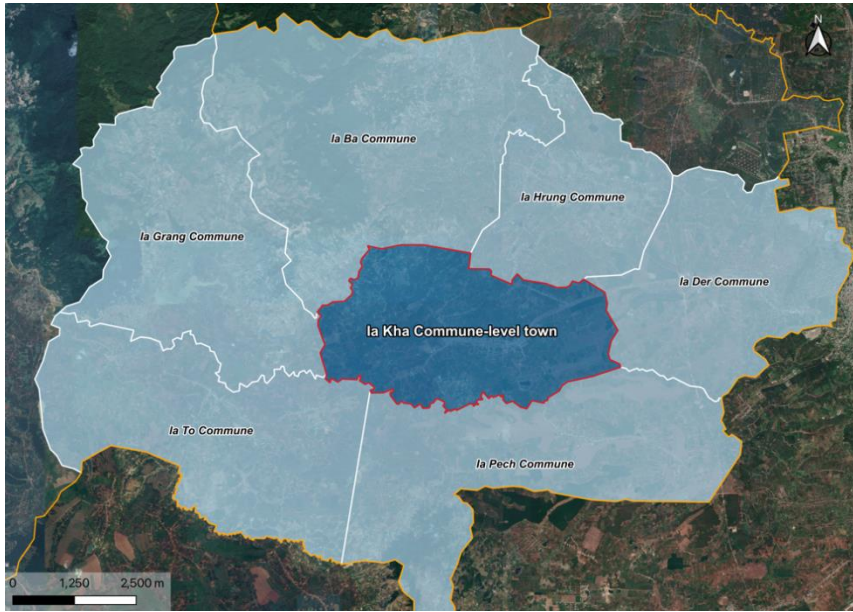 N
Ia Ba Commune
Ia Hrung Commune
Ia Grang Commune
Ia Der Commune
Ia Kha Commune-level town
Ia To Commune
Ia Pech Commune
0 1,250 2,500 m